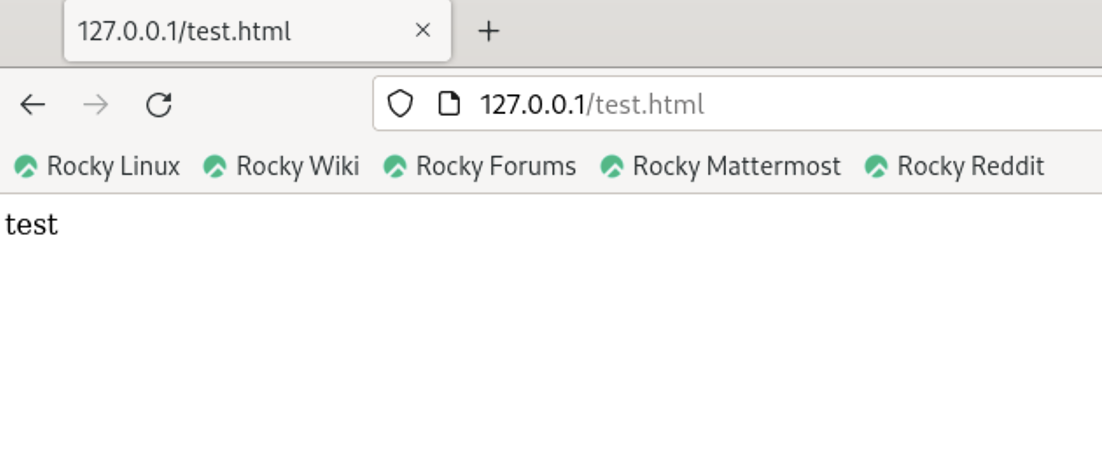 127.0.0.1/test.html
127.0.0.1/test.html
Rocky Linux Rocky Wiki Rocky Forums Rocky Mattermost Rocky Reddit
test